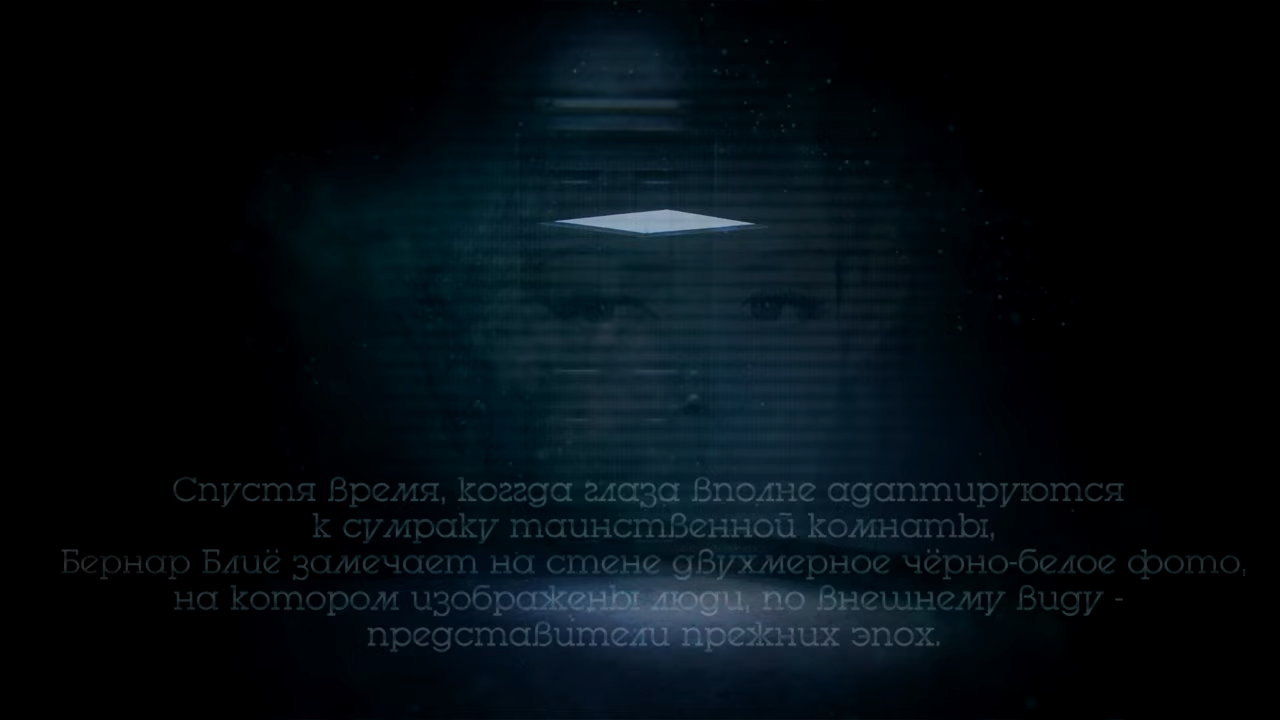 Спустя время, коггда глаза вполне адаптируются
к сумраку таинственной комнаты,
Бернар Блиё замечает на стене двухмерное чёрно-белое фото,
на котором изображены люди, по внешнему виду -
представители прежних эпох.